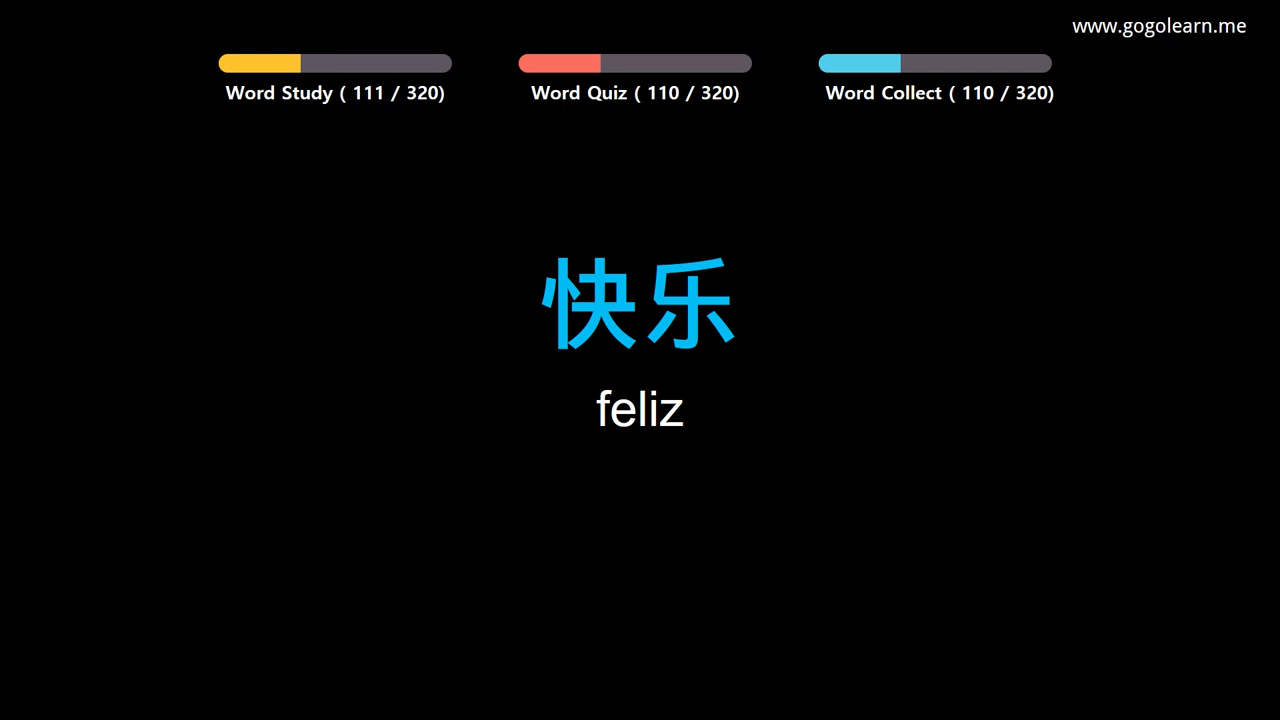 www.gogolearn.me
Word Study ( 111 / 320)
Word Quiz ( 110 / 320)
Word Collect ( 110 / 320)
快乐
feliz